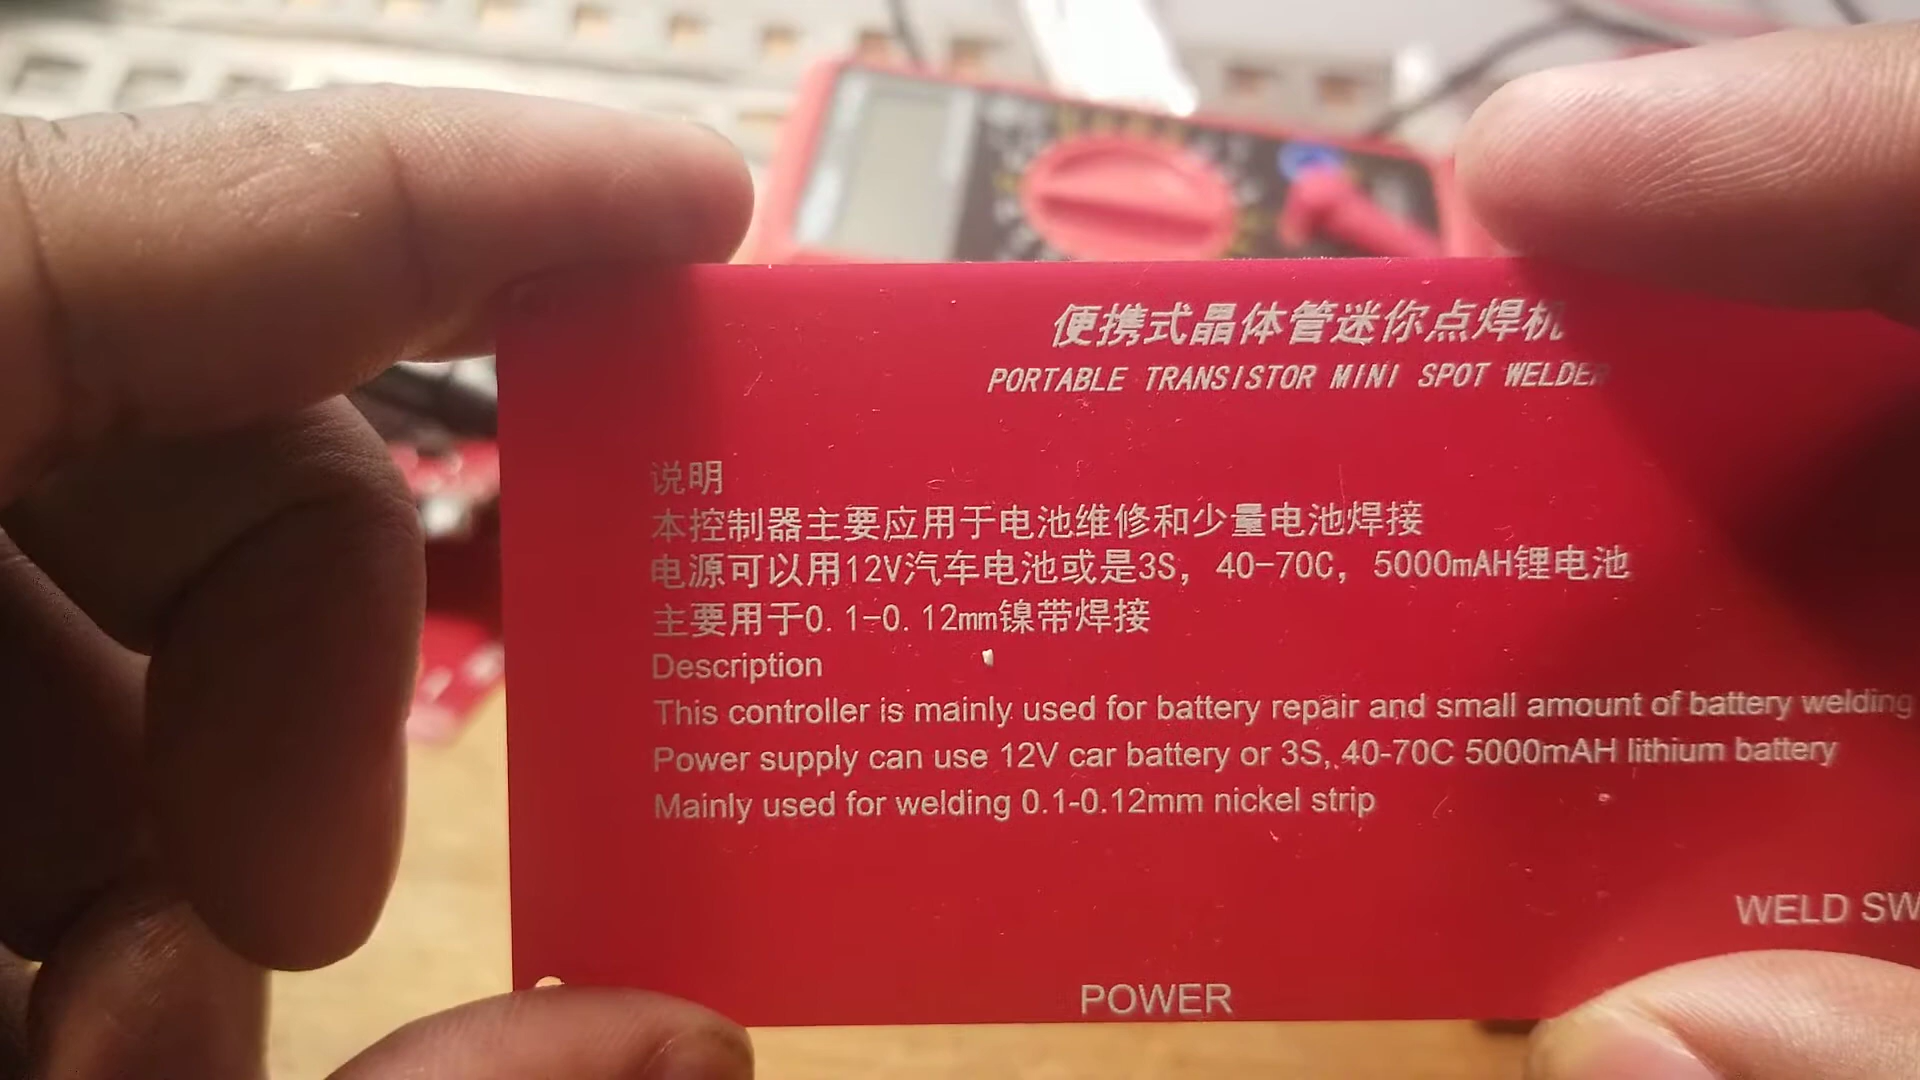 便携式晶体管迷你点焊机
PORTABLE TRANSISTOR MINI SPOT WELDER
说明
本控制器主要应用于电池维修和少量电池焊接
电源可以用12V汽车电池或是3S，40-70C，5000mAH锂电池
主要用于0.1-0.12mm镍带焊接
Description
This controller is mainly used for battery repair and small amount of battery welding
Power supply can use 12V car battery or 3S, 40-70C 5000mAH lithium battery
Mainly used for welding 0.1-0.12mm nickel strip
WELD SW
POWER